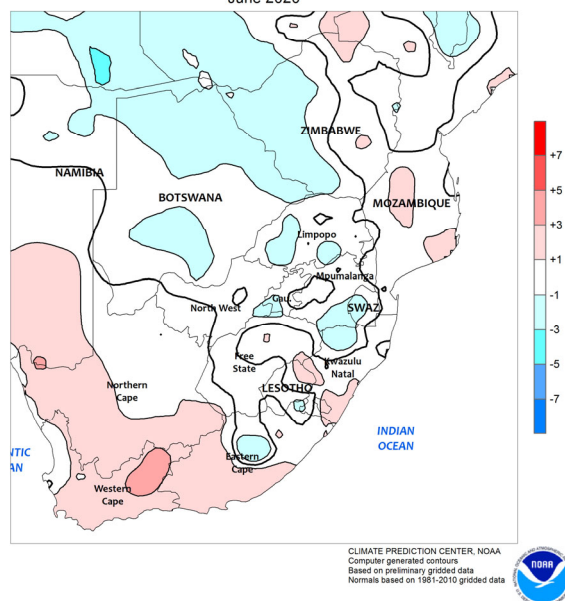 ZIMBABWE
NAMIBIA
BOTSWANA
MOZAMBIQUE
Limpopo
Mpumalanga
North West
Gau.
SWAZ
Free
State
Kwazulu
Natal
LESOTHO
Northern
Cape
INDIAN
OCEAN
Eastern
Cape
Western
Cape
+7
+5
+3
+1
-1
-3
-5
-7
CLIMATE PREDICTION CENTER, NOAA
Computer generated contours
Based on preliminary gridded data
Normals based on 1981-2010 gridded data
NOAA